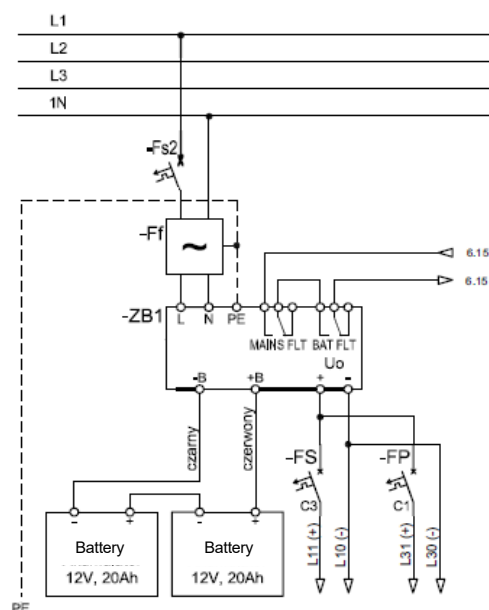 L1
L2
L3
1N
-Fs2
-Ff
~
6.15
6.15
-ZB1
L N PE
MAINS FLT BAT FLT
Uo
-B +B + -
czarny
czerwony
-FS
-FP
C3
C1
L11 (+)
L10 (-)
L31 (+)
L30 (-)
- + - +
Battery
Battery
12V, 20Ah
12V, 20Ah
PE